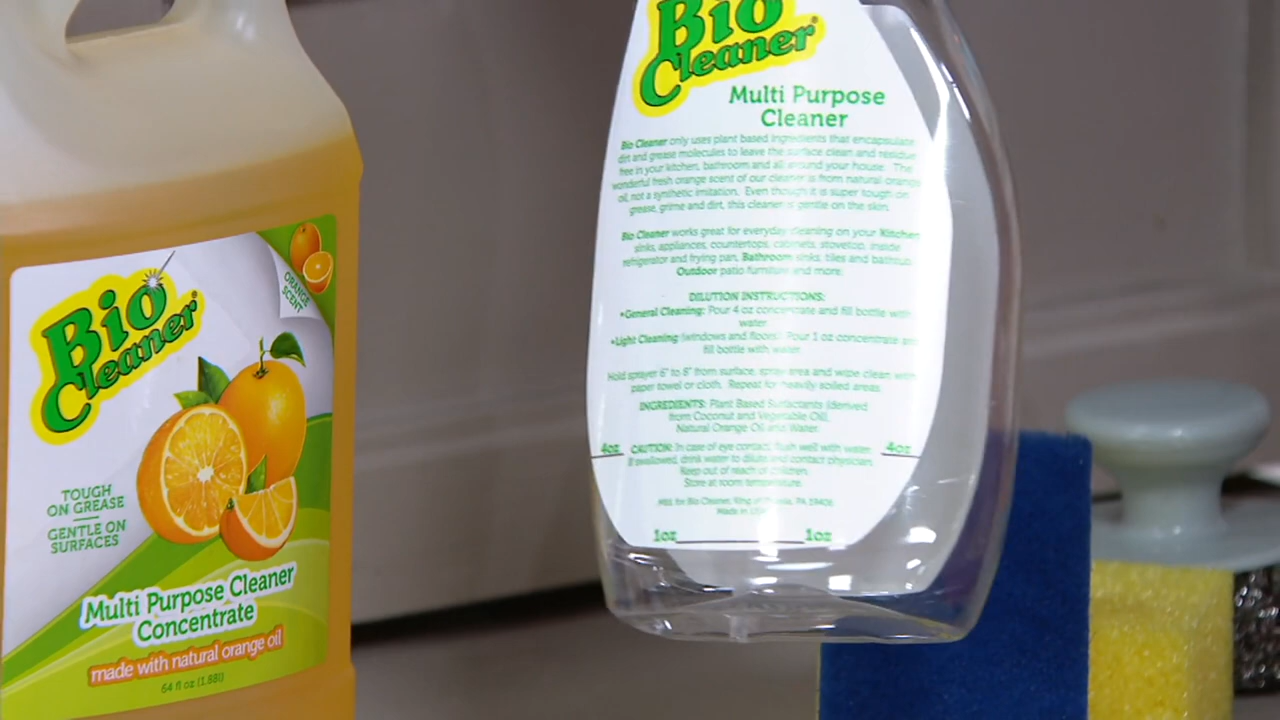 Bio
Cleaner®
ORANGE
SCENT
TOUGH
ON GREASE
GENTLE ON
SURFACES
Multi Purpose Cleaner
Concentrate
made with natural orange oil
64 fl oz (1.88l)
Bio
Cleaner®
Multi Purpose
Cleaner
Bio Cleaner only uses plant based ingredients that encapsulate
dirt and grease molecules to leave the surface clean and residue
free in your kitchen, bathroom and all around your house. The
wonderful fresh orange scent of our cleaner is from natural orange
oil, not a synthetic imitation. Even though it is super tough on
grease, grime and dirt, this cleaner is gentle on the skin.
Bio Cleaner works great for everyday cleaning on your Kitchen
sinks, appliances, countertops, cabinets, stovetop, inside
refrigerator and frying pan, Bathroom sinks, tiles and bathtub
Outdoor patio furniture and more!
DILUTION INSTRUCTIONS:
•General Cleaning: Pour 4 oz concentrate and fill bottle with
water
•Light Cleaning (windows and floors): Pour 1 oz concentrate and
fill bottle with water
Hold sprayer 6" to 8" from surface, spray area and wipe clean with
paper towel or cloth. Repeat for heavily soiled areas
INGREDIENTS: Plant Based Surfactants (derived
from Coconut and Vegetable Oil),
Natural Orange Oil and Water.
4oz CAUTION: In case of eye contact, flush well with water. 4oz
If swallowed, drink water to dilute and contact physician.
Keep out of reach of children.
Store at room temperature.
Mfd. for Bio Cleaner, King of Prussia, PA 19406
Made in USA
1oz 1oz